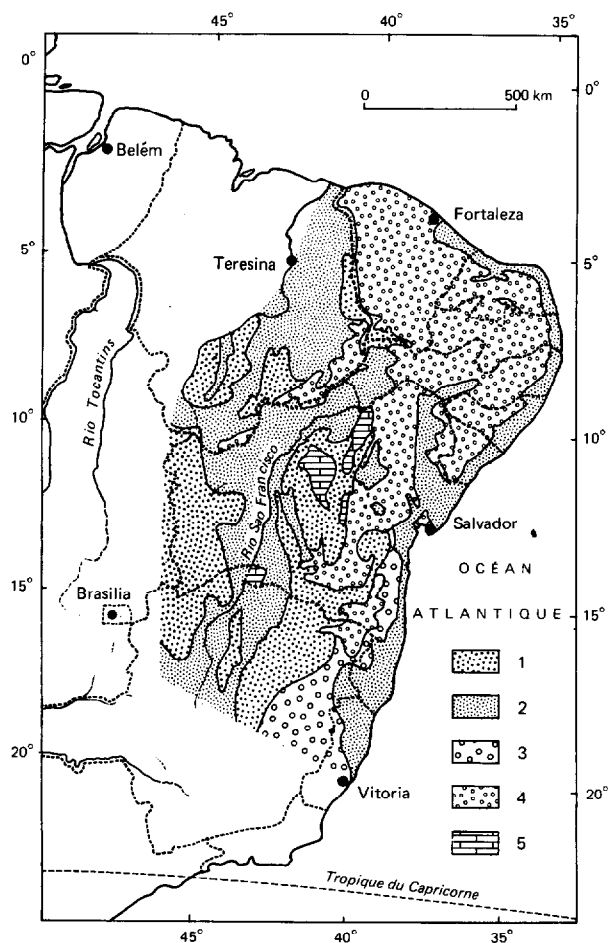 45° 40° 35°
0°
0°
0 500 km
Belém
Fortaleza
5°
5°
Teresina
Rio Tocantins
10°
10°
Rio São Francisco
Salvador
OCÉAN
15°
Brasilia
ATLANTIQUE
15°
1
2
3
20°
4
20°
Vitoria
5
Tropique du Capricorne
45° 40° 35°